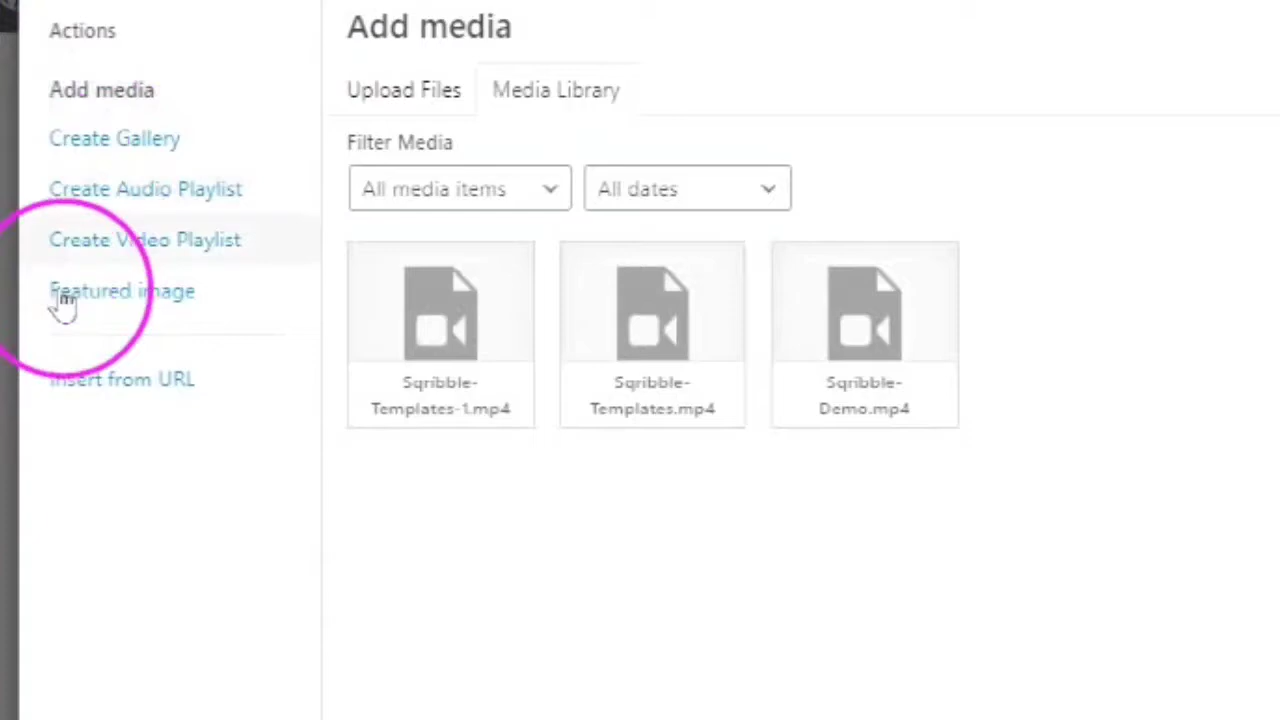 Actions
Add media
Create Gallery
Create Audio Playlist
Create Video Playlist
Featured image
Insert from URL
Add media
Upload Files
Media Library
Filter Media
All media items
All dates
Sqribble-
Templates-1.mp4
Sqribble-
Templates.mp4
Sqribble-
Demo.mp4